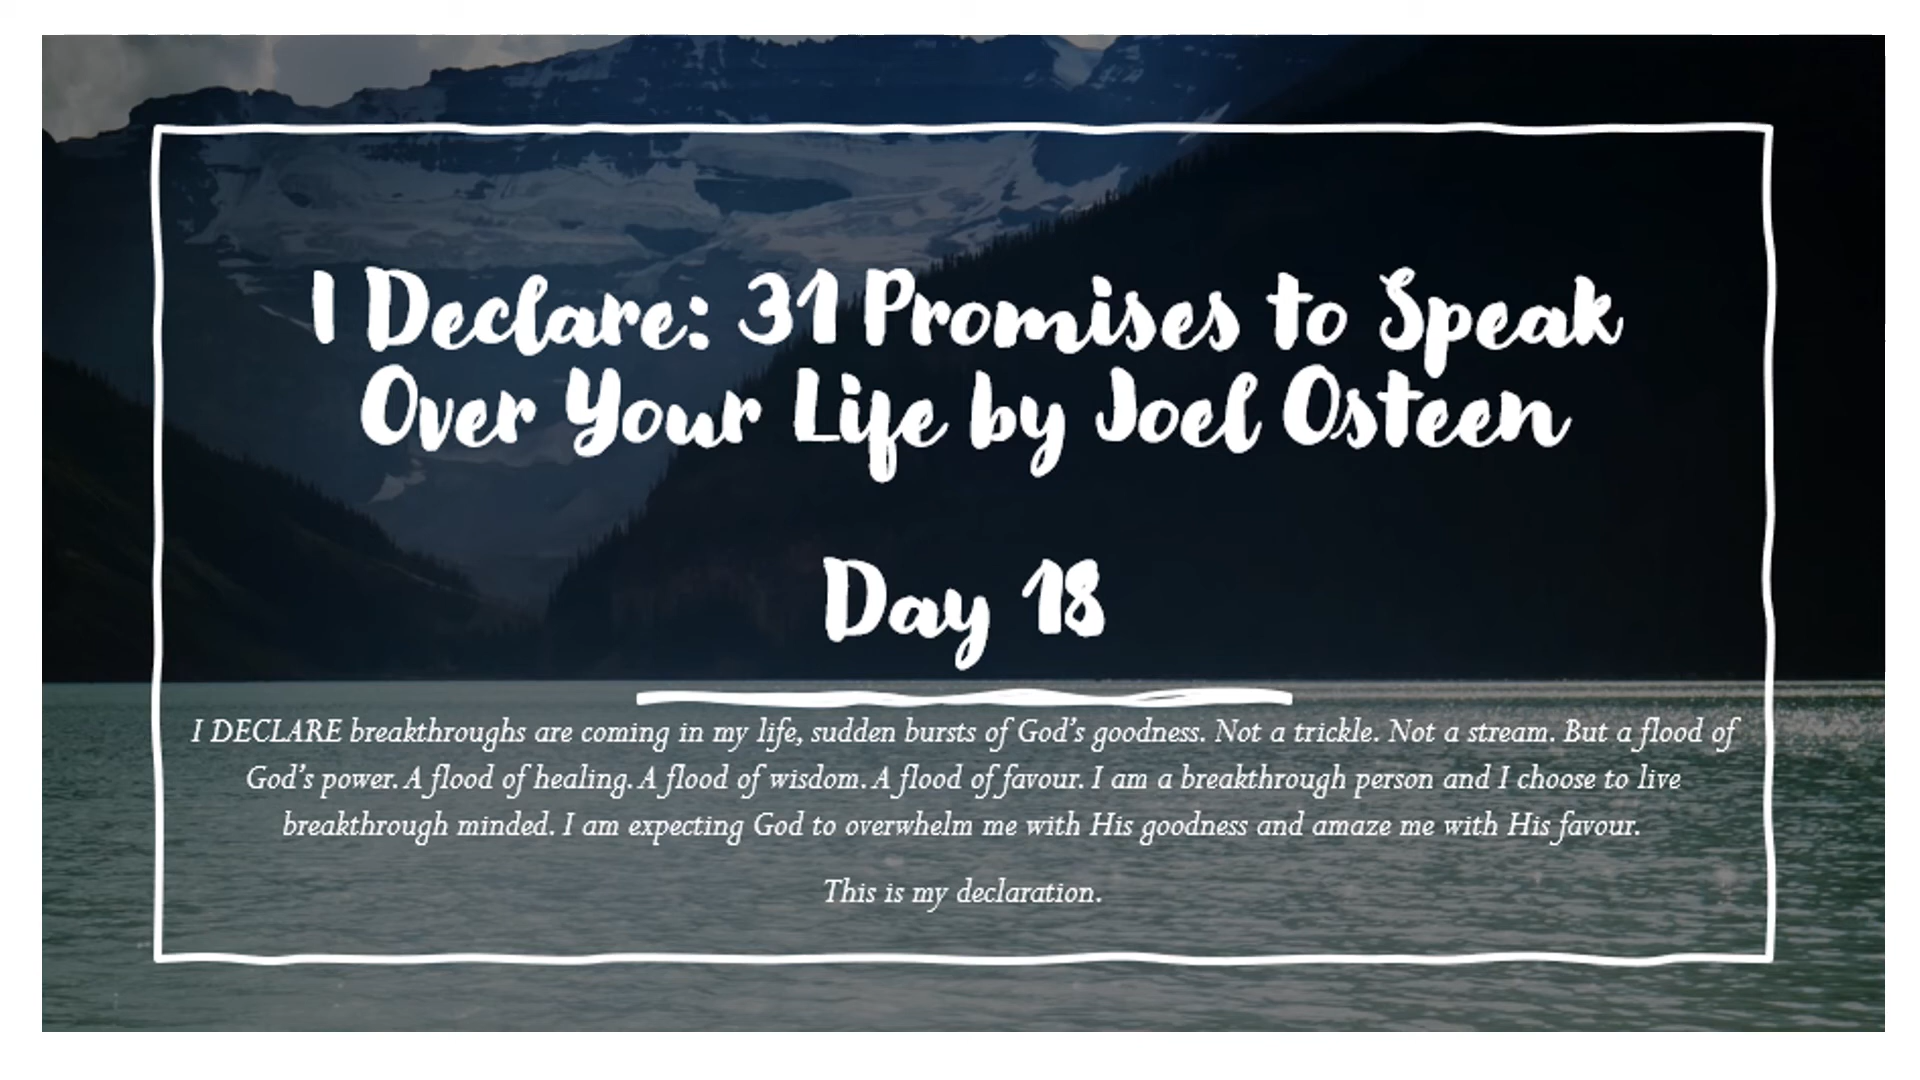 I Declare: 31 Promises to Speak
Over Your Life by Joel Osteen
Day 18
I DECLARE breakthroughs are coming in my life, sudden bursts of God’s goodness. Not a trickle. Not a stream. But a flood of
God’s power. A flood of healing. A flood of wisdom. A flood of favour. I am a breakthrough person and I choose to live
breakthrough minded. I am expecting God to overwhelm me with His goodness and amaze me with His favour.
This is my declaration.